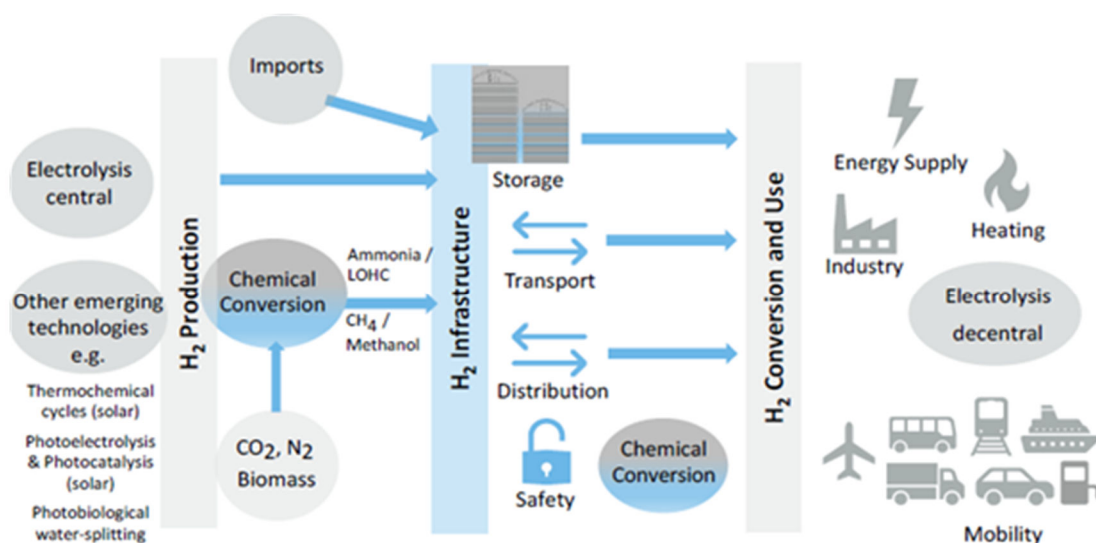 Imports
Electrolysis
central
Other emerging
technologies
e.g.
Thermochemical
cycles (solar)
Photoelectrolysis
& Photocatalysis
(solar)
Photobiological
water-splitting
H₂ Production
Chemical
Conversion
Ammonia /
LOHC
CH₄ /
Methanol
CO₂, N₂
Biomass
H₂ Infrastructure
Storage
Transport
Distribution
Safety
Chemical
Conversion
H₂ Conversion and Use
Energy Supply
Heating
Industry
Electrolysis
decentral
Mobility